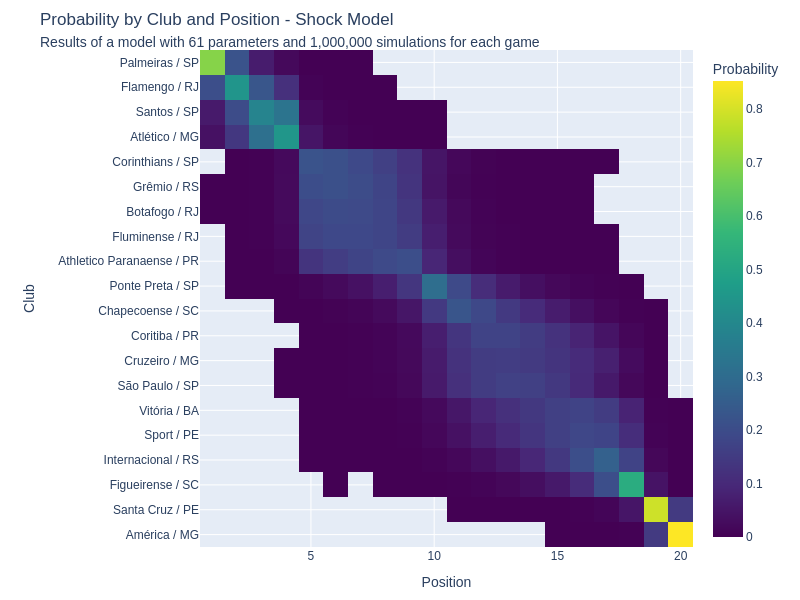 Probability by Club and Position - Shock Model
Results of a model with 61 parameters and 1,000,000 simulations for each game
Probability
Palmeiras / SP
Flamengo / RJ
Santos / SP
Atlético / MG
Corinthians / SP
Grêmio / RS
Botafogo / RJ
Fluminense / RJ
Athletico Paranaense / PR
Ponte Preta / SP
Chapecoense / SC
Coritiba / PR
Cruzeiro / MG
São Paulo / SP
Vitória / BA
Sport / PE
Internacional / RS
Figueirense / SC
Santa Cruz / PE
América / MG
Club
5
10
15
20
Position
0.8
0.7
0.6
0.5
0.4
0.3
0.2
0.1
0